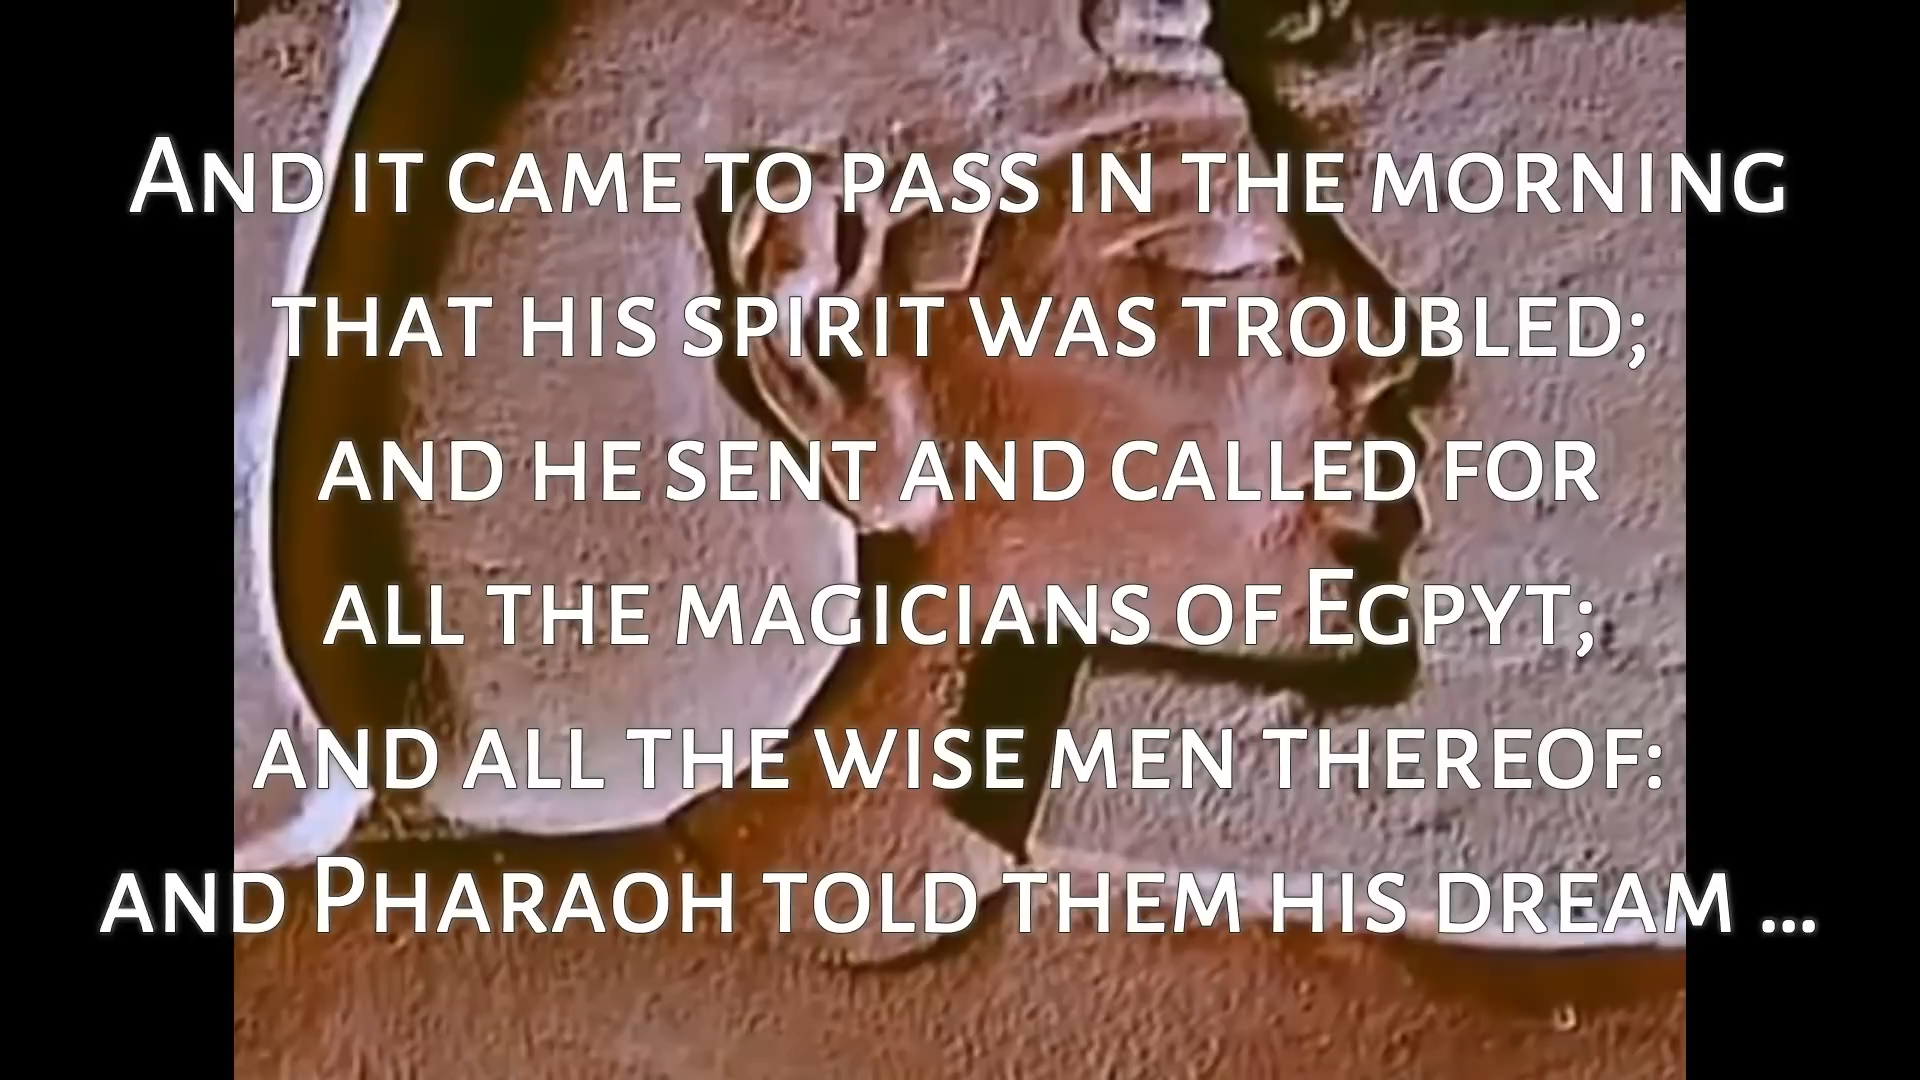 And it came to pass in the morning
that his spirit was troubled;
and he sent and called for
all the magicians of Egpyt;
and all the wise men thereof:
and Pharaoh told them his dream ...